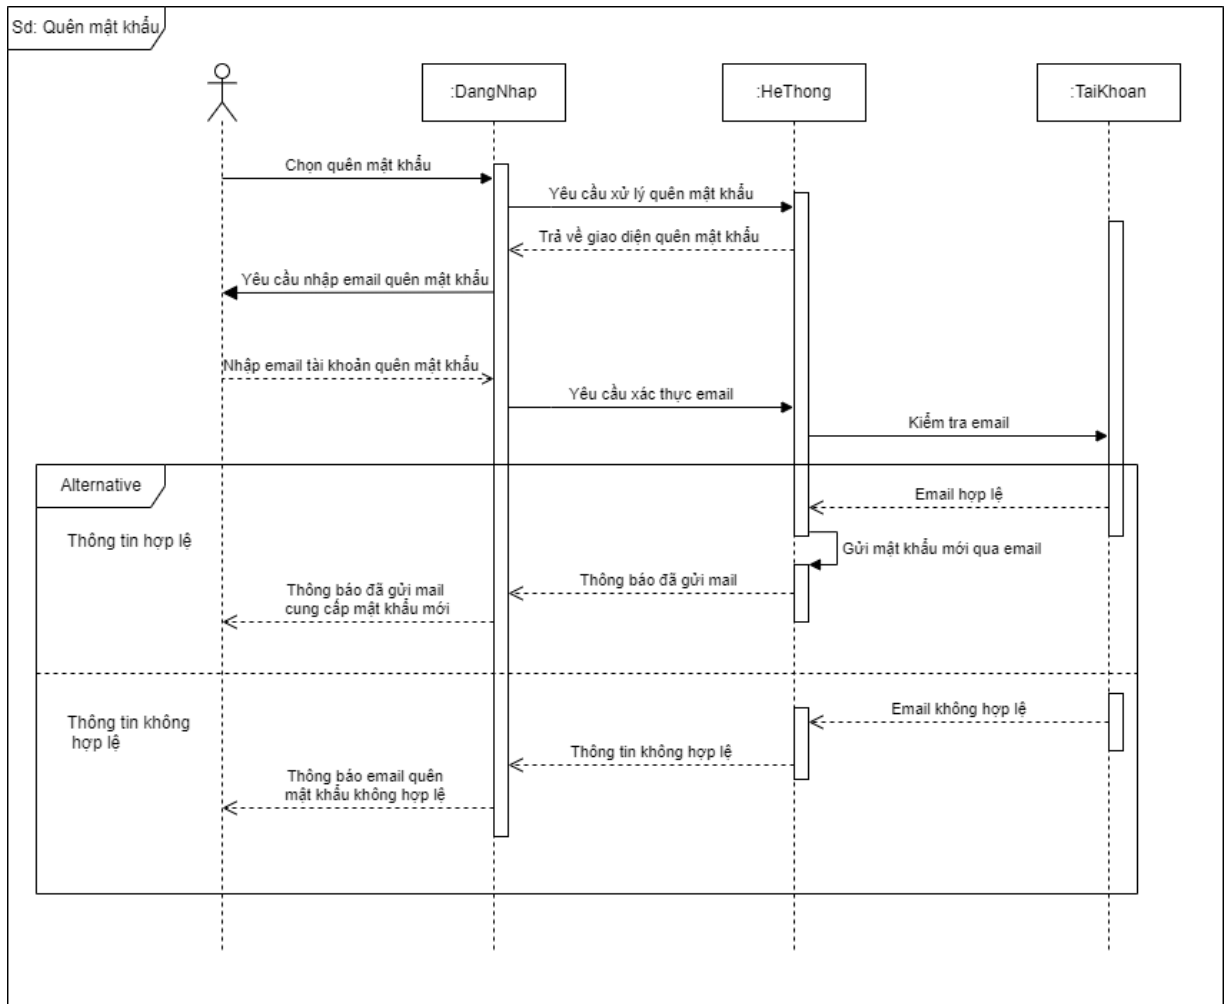 Sd: Quên mật khẩu
:DangNhap
:HeThong
:TaiKhoan
Chọn quên mật khẩu
Yêu cầu xử lý quên mật khẩu
Trả về giao diện quên mật khẩu
Yêu cầu nhập email quên mật khẩu
Nhập email tài khoản quên mật khẩu
Yêu cầu xác thực email
Kiểm tra email
Alternative
Email hợp lệ
Thông tin hợp lệ
Gửi mật khẩu mới qua email
Thông báo đã gửi mail
Thông báo đã gửi mail
cung cấp mật khẩu mới
Email không hợp lệ
Thông tin không
hợp lệ
Thông tin không hợp lệ
Thông báo email quên
mật khẩu không hợp lệ